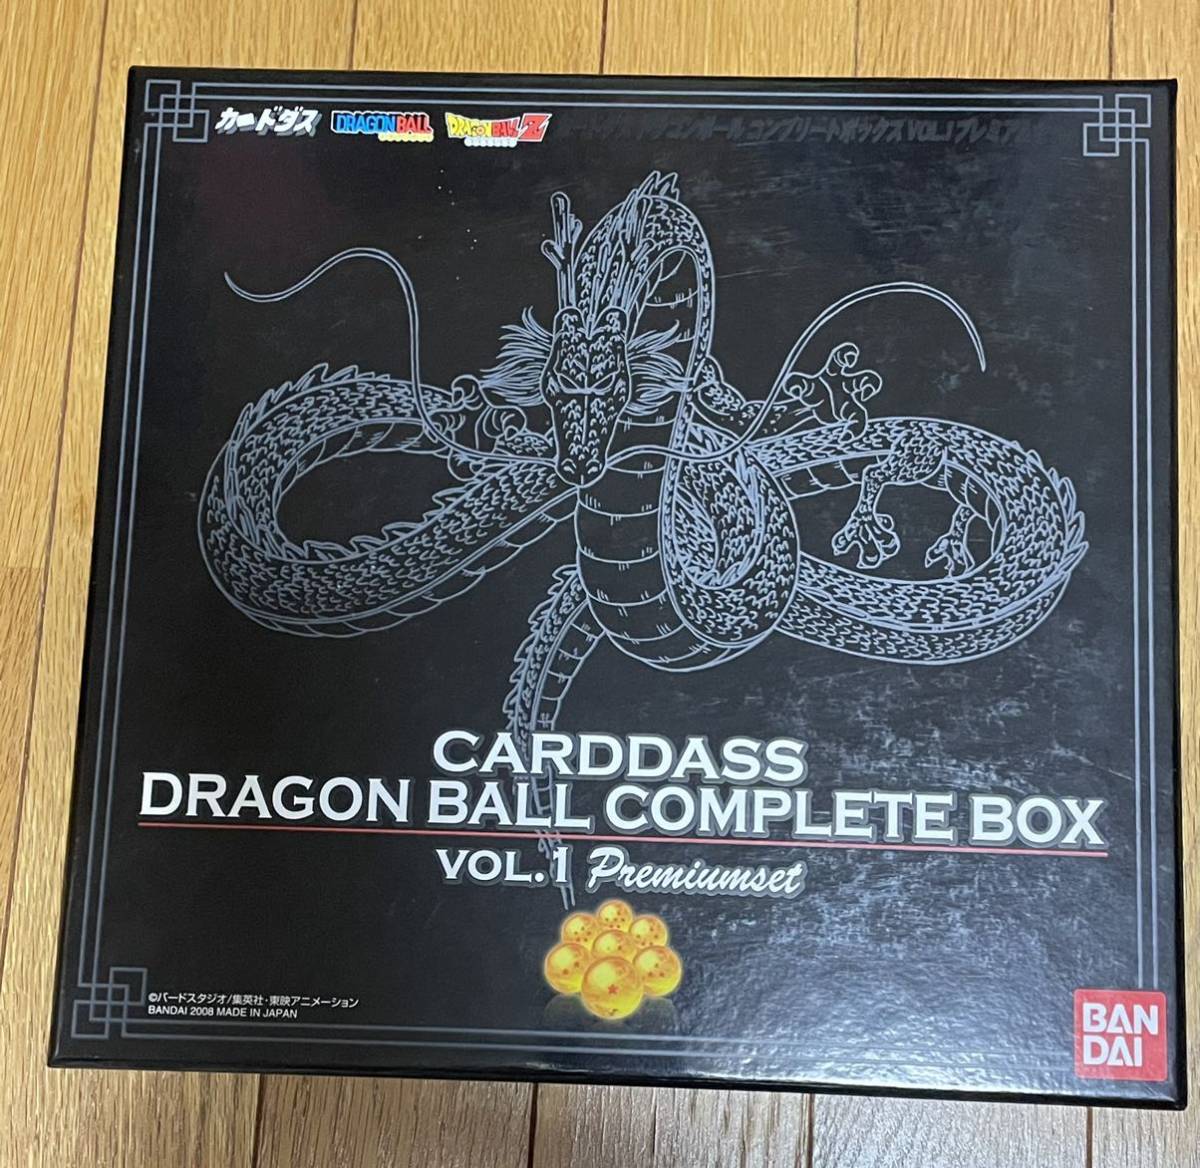 カードダス DRAGON BALL DRAGON BALL Z カードダス ドラゴンボール コンプリートボックス VOL.1 プレミアム
CARDDASS
DRAGON BALL COMPLETE BOX
VOL.1 Premiumset
©バードスタジオ/集英社・東映アニメーション
BANDAI 2008 MADE IN JAPAN
BAN
DAI